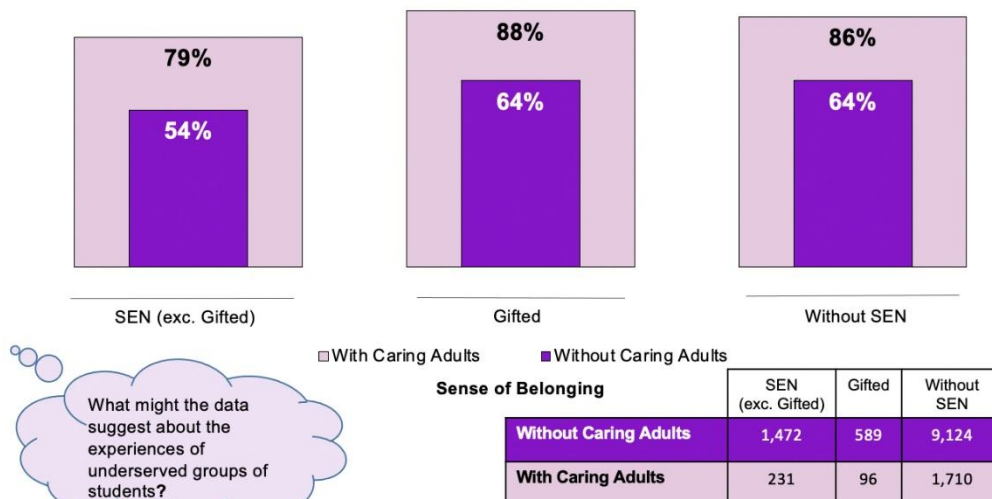 79%
54%
SEN (exc. Gifted)
88%
64%
Gifted
86%
64%
Without SEN
With Caring Adults
Without Caring Adults
What might the data
suggest about the
experiences of
underserved groups of
students?
Sense of Belonging
SEN
(exc. Gifted)
Gifted
Without
SEN
Without Caring Adults
1,472
589
9,124
With Caring Adults
231
96
1,710